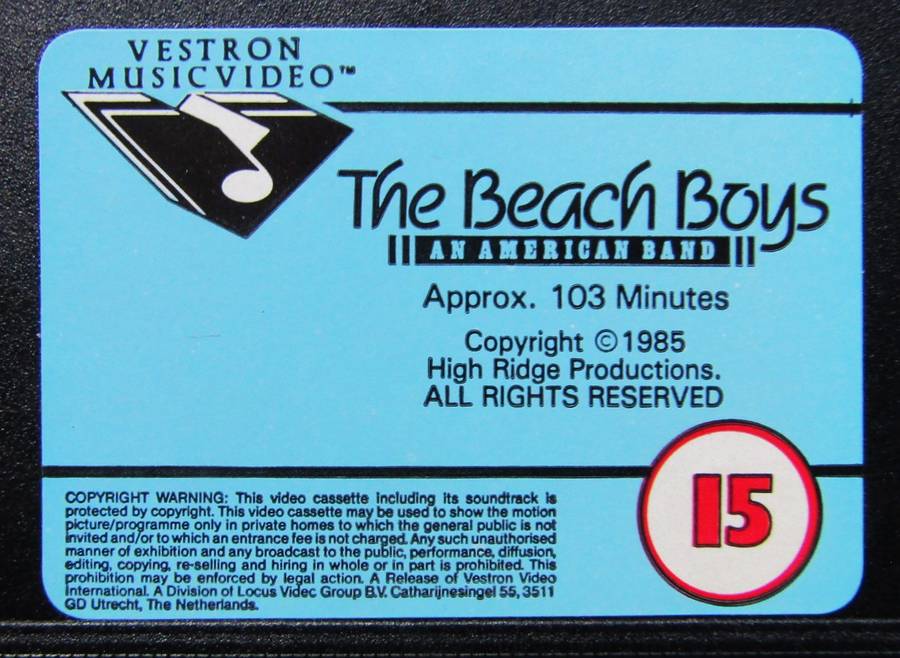 VESTRON
MUSICVIDEO™
The Beach Boys
AN AMERICAN BAND
Approx. 103 Minutes
Copyright ©1985
High Ridge Productions.
ALL RIGHTS RESERVED
15
COPYRIGHT WARNING: This video cassette including its soundtrack is
protected by copyright. This video cassette may be used to show the motion
picture/programme only in private homes to which the general public is not
invited and/or to which an entrance fee is not charged. Any such unauthorised
manner of exhibition and any broadcast to the public, performance, diffusion,
editing, copying, re-selling and hiring in whole or in part is prohibited. This
prohibition may be enforced by legal action. A Release of Vestron Video
International. A Division of Locus Videc Group B.V. Catharijnesingel 55, 3511
GD Utrecht, The Netherlands.